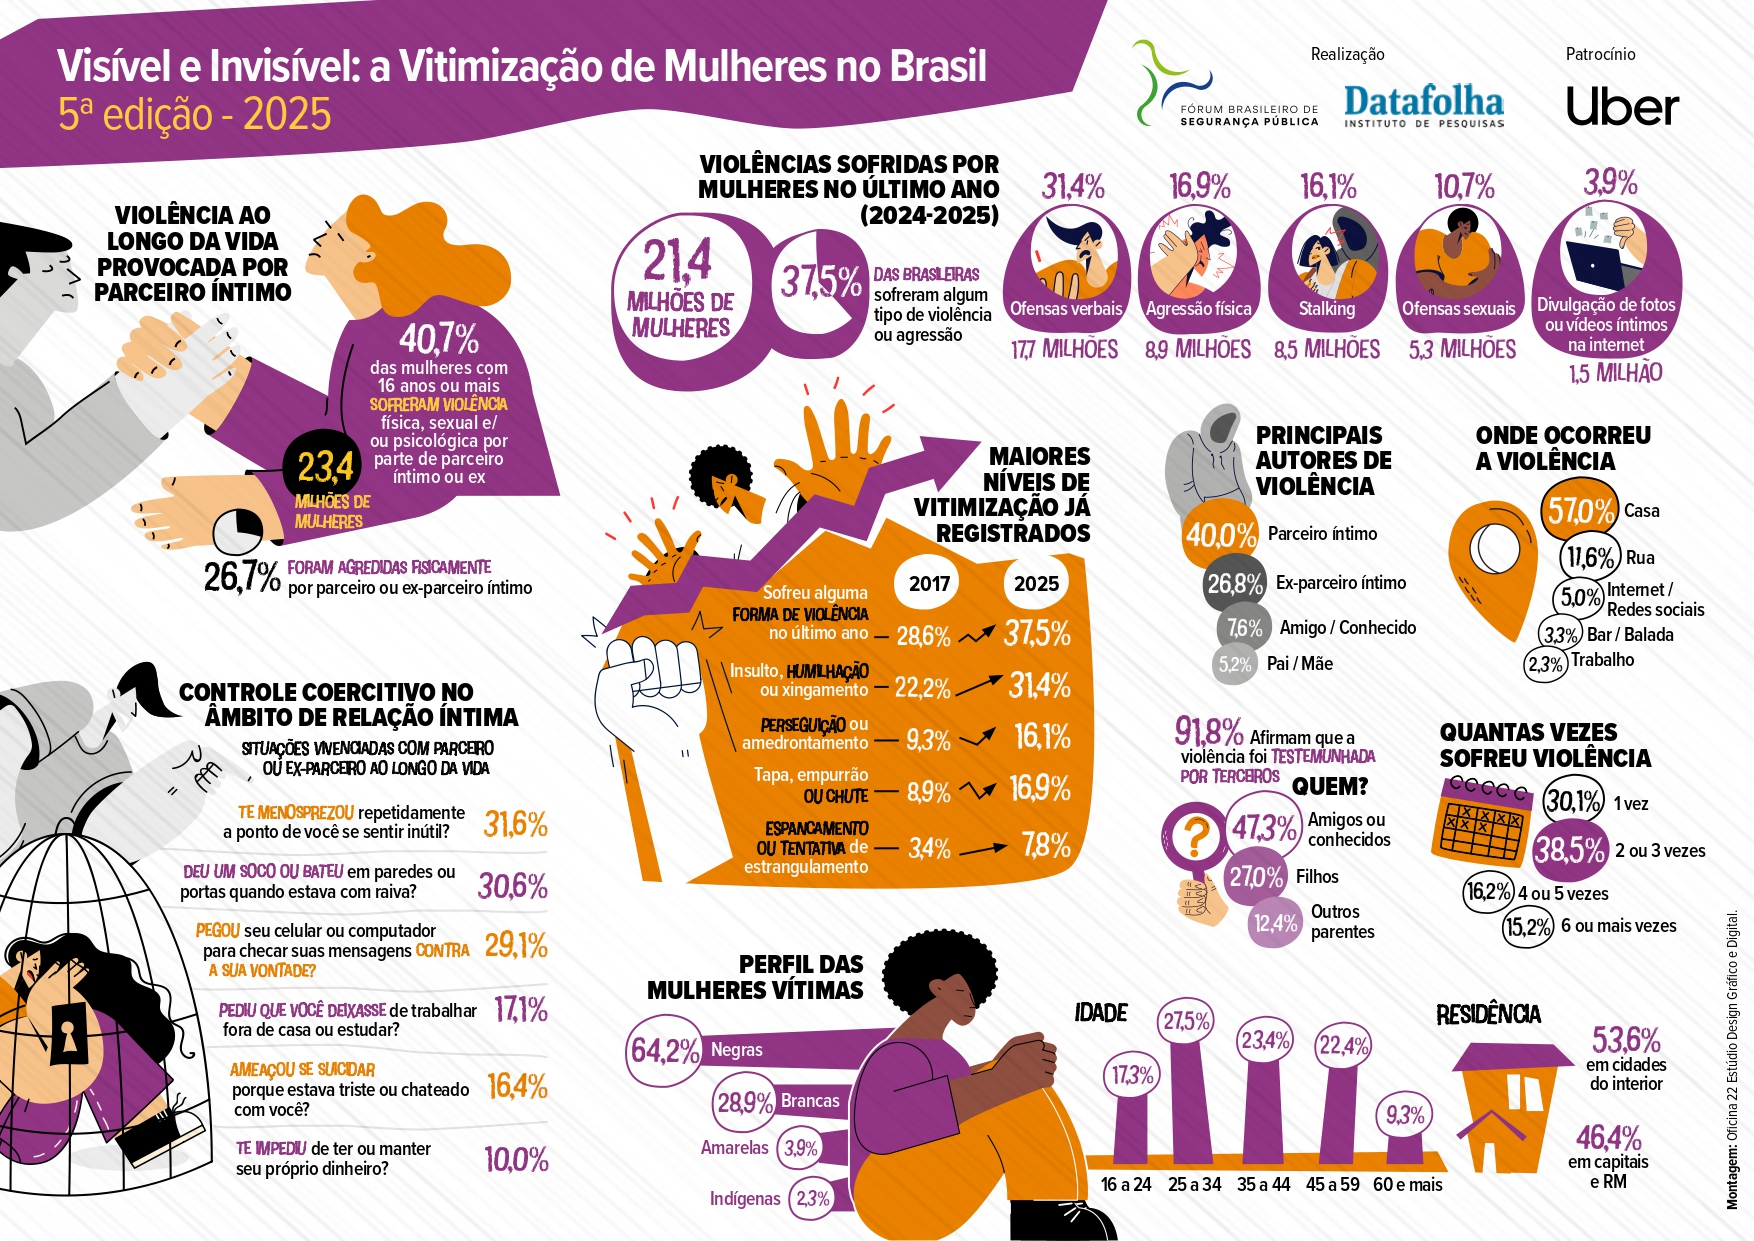 Visível e Invisível: a Vitimização de Mulheres no Brasil
5ª edição - 2025
FÓRUM BRASILEIRO DE
SEGURANÇA PÚBLICA
Realização
Datafolha
INSTITUTO DE PESQUISAS
Patrocínio
Uber
VIOLÊNCIA AO
LONGO DA VIDA
PROVOCADA POR
PARCEIRO ÍNTIMO
40,7%
das mulheres com
16 anos ou mais
SOFRERAM VIOLÊNCIA
física, sexual e/
ou psicológica por
parte de parceiro
íntimo ou ex
23,4
MILHÕES DE
MULHERES
26,7% FORAM AGREDIDAS FISICAMENTE
por parceiro ou ex-parceiro íntimo
VIOLÊNCIAS SOFRIDAS POR
MULHERES NO ÚLTIMO ANO
(2024-2025)
21,4
MILHÕES DE
MULHERES
37,5%
DAS BRASILEIRAS
sofreram algum
tipo de violência
ou agressão
31,4%
Ofensas verbais
17,7 MILHÕES
16,9%
Agressão física
8,9 MILHÕES
16,1%
Stalking
8,5 MILHÕES
10,7%
Ofensas sexuais
5,3 MILHÕES
3,9%
Divulgação de fotos
ou vídeos íntimos
na internet
1,5 MILHÃO
MAIORES
NÍVEIS DE
VITIMIZAÇÃO JÁ
REGISTRADOS
2017 2025
Sofreu alguma
FORMA DE VIOLÊNCIA
no último ano 28,6% 37,5%
Insulto, HUMILHAÇÃO
ou xingamento 22,2% 31,4%
PERSEGUIÇÃO ou
amedrontamento 9,3% 16,1%
Tapa, empurrão
OU CHUTE 8,9% 16,9%
ESPANCAMENTO
OU TENTATIVA de
estrangulamento 3,4% 7,8%
PRINCIPAIS
AUTORES DE
VIOLÊNCIA
40,0% Parceiro íntimo
26,8% Ex-parceiro íntimo
7,6% Amigo / Conhecido
5,2% Pai / Mãe
ONDE OCORREU
A VIOLÊNCIA
57,0% Casa
17,6% Rua
5,0% Internet /
Redes sociais
3,3% Bar / Balada
2,3% Trabalho
CONTROLE COERCITIVO NO
ÂMBITO DE RELAÇÃO ÍNTIMA
SITUAÇÕES VIVENCIADAS COM PARCEIRO
OU EX-PARCEIRO AO LONGO DA VIDA
TE MENOSPREZOU repetidamente
a ponto de você se sentir inútil? 31,6%
DEU UM SOCO OU BATEU em paredes ou
portas quando estava com raiva? 30,6%
PEGOU seu celular ou computador
para checar suas mensagens CONTRA
A SUA VONTADE? 29,1%
PEDIU QUE VOCÊ DEIXASSE de trabalhar
fora de casa ou estudar? 17,1%
AMEAÇOU SE SUICIDAR
porque estava triste ou chateado
com você? 16,4%
TE IMPEDIU de ter ou manter
seu próprio dinheiro? 10,0%
91,8% Afirmam que a
violência foi TESTEMUNHADA
POR TERCEIROS
QUEM?
47,3% Amigos ou
conhecidos
27,0% Filhos
12,4% Outros
parentes
QUANTAS VEZES
SOFREU VIOLÊNCIA
30,1% 1 vez
38,5% 2 ou 3 vezes
16,2% 4 ou 5 vezes
15,2% 6 ou mais vezes
PERFIL DAS
MULHERES VÍTIMAS
64,2% Negras
28,9% Brancas
Amarelas 3,9%
Indígenas 2,3%
IDADE
17,3% 27,5% 23,4% 22,4% 9,3%
16 a 24 25 a 34 35 a 44 45 a 59 60 e mais
RESIDÊNCIA
53,6%
em cidades
do interior
46,4%
em capitais
e RM
Montagem: Oficina 22 Estúdio Design Gráfico e Digital.